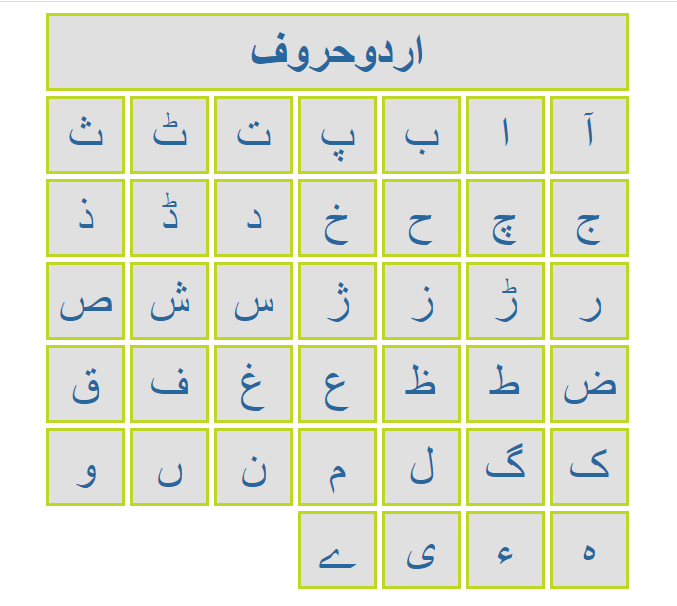 اردوحروف
آ ا ب پ ت ٹ ث
ج چ ح خ د ڈ ذ
ر ڑ ز ژ س ش ص
ض ط ظ ع غ ف ق
ک گ ل م ن ں و
ہ ء ی ے